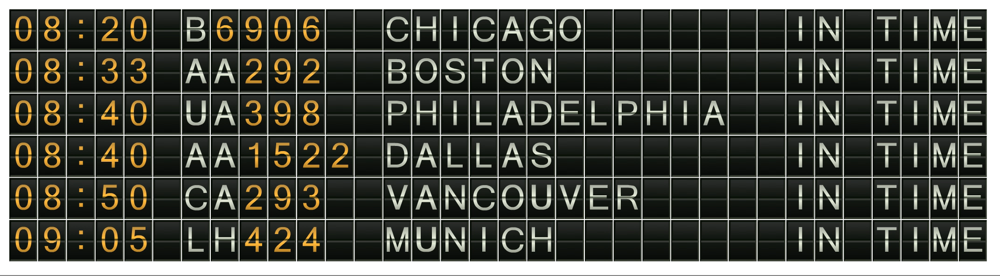 08:20 B6906 CHICAGO IN TIME
08:33 AA292 BOSTON IN TIME
08:40 UA398 PHILADELPHIA IN TIME
08:40 AA1522 DALLAS IN TIME
08:50 CA293 VANCOUVER IN TIME
09:05 LH424 MUNICH IN TIME